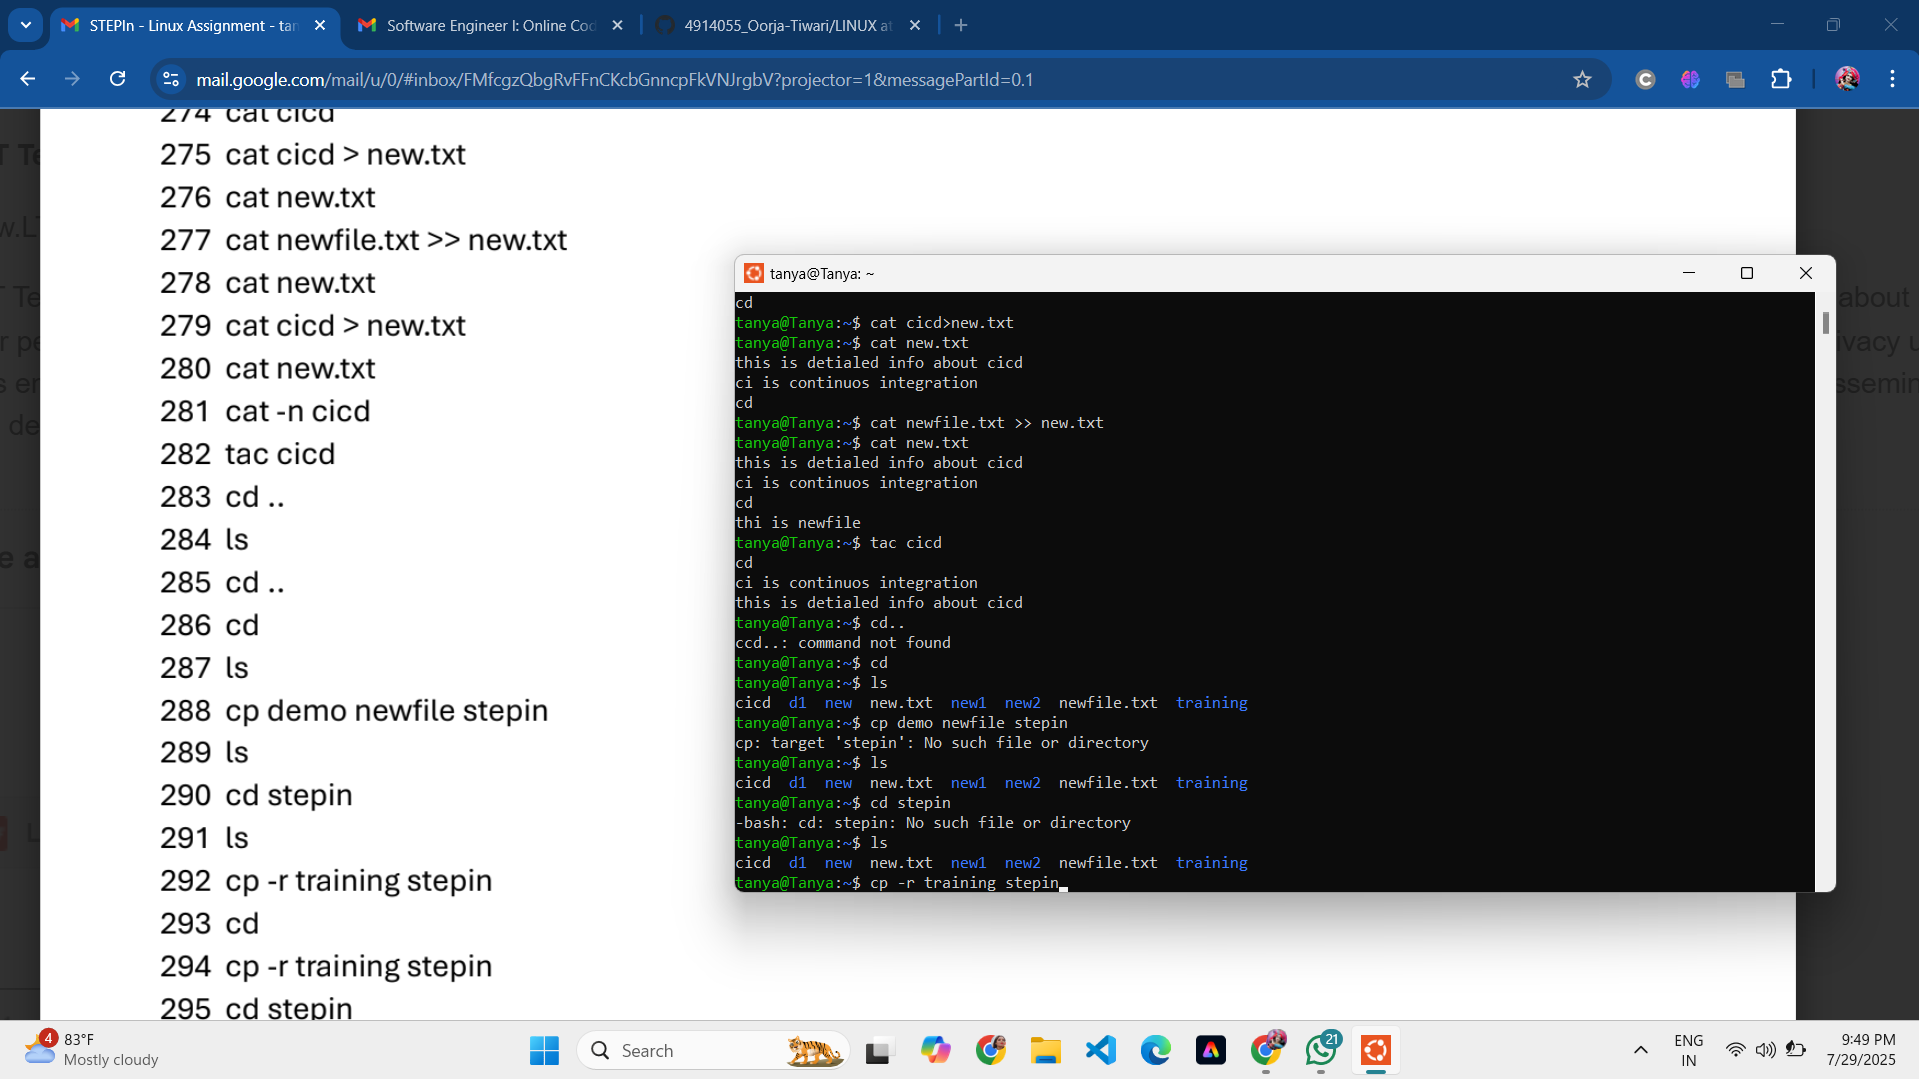 STEPIn - Linux Assignment - tan
Software Engineer I: Online Cod
4914055_Oorja-Tiwari/LINUX at
mail.google.com/mail/u/0/#inbox/FMfcgzQbgRvFFnCKcbGnncpFkVNJrgbV?projector=1&messagePartId=0.1
274 cat cicd
275 cat cicd > new.txt
276 cat new.txt
277 cat newfile.txt >> new.txt
278 cat new.txt
279 cat cicd > new.txt
280 cat new.txt
281 cat -n cicd
282 tac cicd
283 cd ..
284 ls
285 cd ..
286 cd
287 ls
288 cp demo newfile stepin
289 ls
290 cd stepin
291 ls
292 cp -r training stepin
293 cd
294 cp -r training stepin
295 cd stepin
about
tanya@Tanya: ~
cd
tanya@Tanya:~$ cat cicd>new.txt
tanya@Tanya:~$ cat new.txt
this is detialed info about cicd
ci is continuos integration
cd
tanya@Tanya:~$ cat newfile.txt >> new.txt
tanya@Tanya:~$ cat new.txt
this is detialed info about cicd
ci is continuos integration
cd
thi is newfile
tanya@Tanya:~$ tac cicd
cd
ci is continuos integration
this is detialed info about cicd
tanya@Tanya:~$ cd..
ccd..: command not found
tanya@Tanya:~$ cd
tanya@Tanya:~$ ls
cicd d1 new new.txt new1 new2 newfile.txt training
tanya@Tanya:~$ cp demo newfile stepin
cp: target 'stepin': No such file or directory
tanya@Tanya:~$ ls
cicd d1 new new.txt new1 new2 newfile.txt training
tanya@Tanya:~$ cd stepin
-bash: cd: stepin: No such file or directory
tanya@Tanya:~$ ls
cicd d1 new new.txt new1 new2 newfile.txt training
tanya@Tanya:~$ cp -r training stepin
4
83°F
Mostly cloudy
Search
21
ENG
IN
9:49 PM
7/29/2025